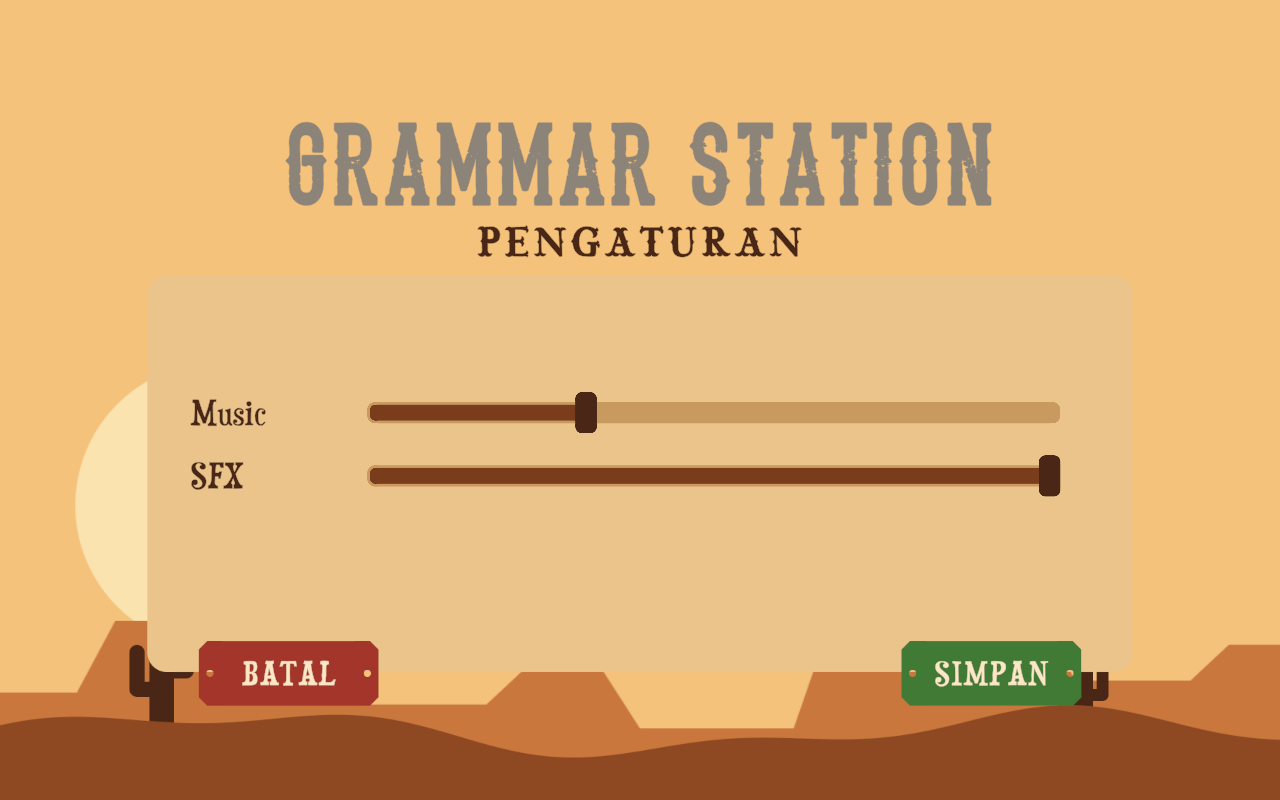 GRAMMAR STATION
PENGATURAN
Music
SFX
BATAL
SIMPAN